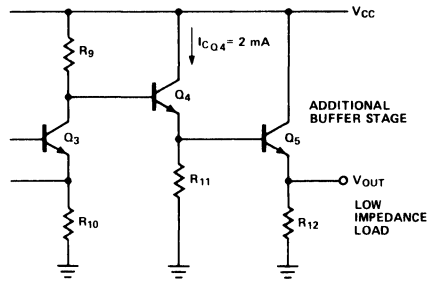 VCC
R9
ICQ4 = 2 mA
Q4
ADDITIONAL
BUFFER STAGE
Q3
Q5
R11
VOUT
R10
R12
LOW
IMPEDANCE
LOAD